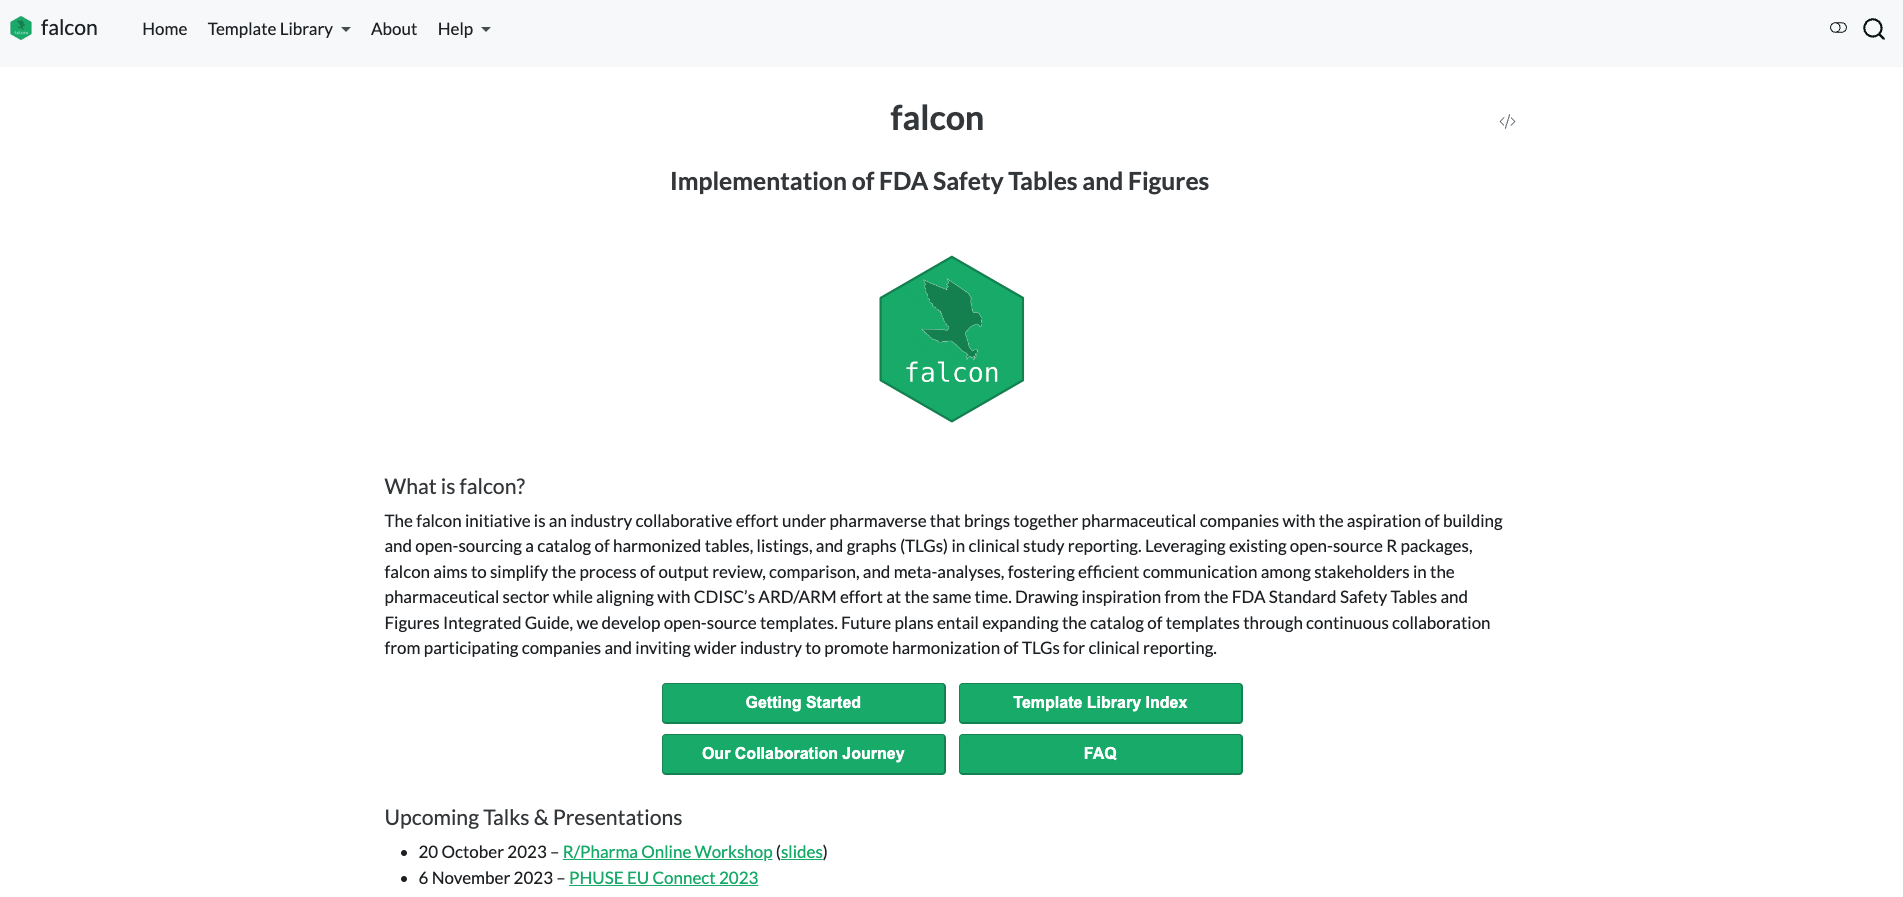 falcon Home Template Library About Help
falcon
</>
Implementation of FDA Safety Tables and Figures
falcon
What is falcon?
The falcon initiative is an industry collaborative effort under pharmaverse that brings together pharmaceutical companies with the aspiration of building
and open-sourcing a catalog of harmonized tables, listings, and graphs (TLGs) in clinical study reporting. Leveraging existing open-source R packages,
falcon aims to simplify the process of output review, comparison, and meta-analyses, fostering efficient communication among stakeholders in the
pharmaceutical sector while aligning with CDISC’s ARD/ARM effort at the same time. Drawing inspiration from the FDA Standard Safety Tables and
Figures Integrated Guide, we develop open-source templates. Future plans entail expanding the catalog of templates through continuous collaboration
from participating companies and inviting wider industry to promote harmonization of TLGs for clinical reporting.
Getting Started Template Library Index
Our Collaboration Journey FAQ
Upcoming Talks & Presentations
• 20 October 2023 – R/Pharma Online Workshop (slides)
• 6 November 2023 – PHUSE EU Connect 2023